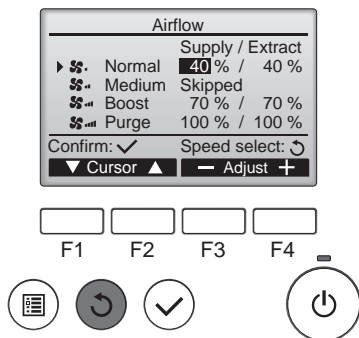 Airflow
Supply / Extract
Normal 40 % / 40 %
Medium Skipped
Boost 70 % / 70 %
Purge 100 % / 100 %
Confirm: Speed select:
Cursor Adjust
F1 F2 F3 F4